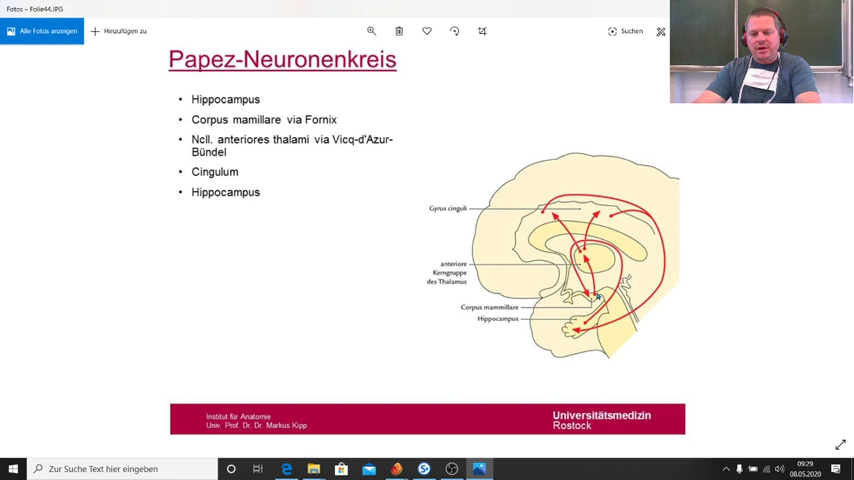 Fotos – Folie44.JPG
Alle Fotos anzeigen
Hinzufügen zu
Suchen
Papez-Neuronenkreis
• Hippocampus
• Corpus mamillare via Fornix
• Ncll. anteriores thalami via Vicq-d'Azur-
Bündel
• Cingulum
• Hippocampus
Gyrus cinguli
anteriore
Kerngruppe
des Thalamus
Corpus mammillare
Hippocampus
Institut für Anatomie
Univ. Prof. Dr. Dr. Markus Kipp
Universitätsmedizin
Rostock
Zur Suche Text hier eingeben
09:29
08.05.2020